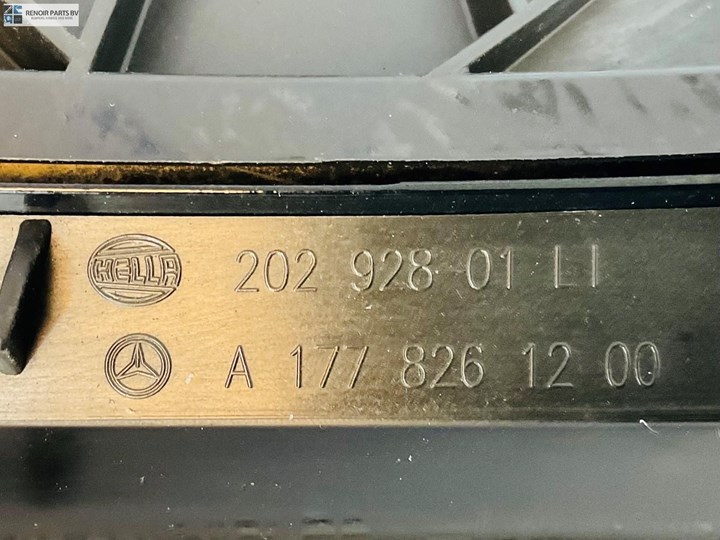 RENOIR PARTS BV
HELLA
202 928 01 LI
A 177 826 12 00